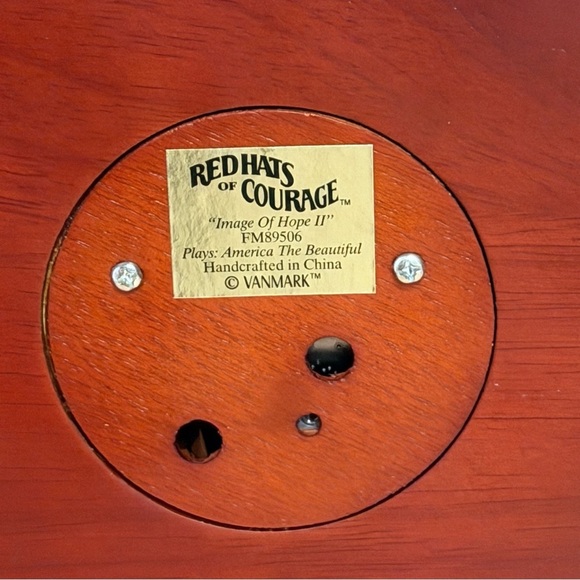 RED HATS
OF COURAGE™
"Image Of Hope II"
FM89506
Plays: America The Beautiful
Handcrafted in China
© VANMARK™